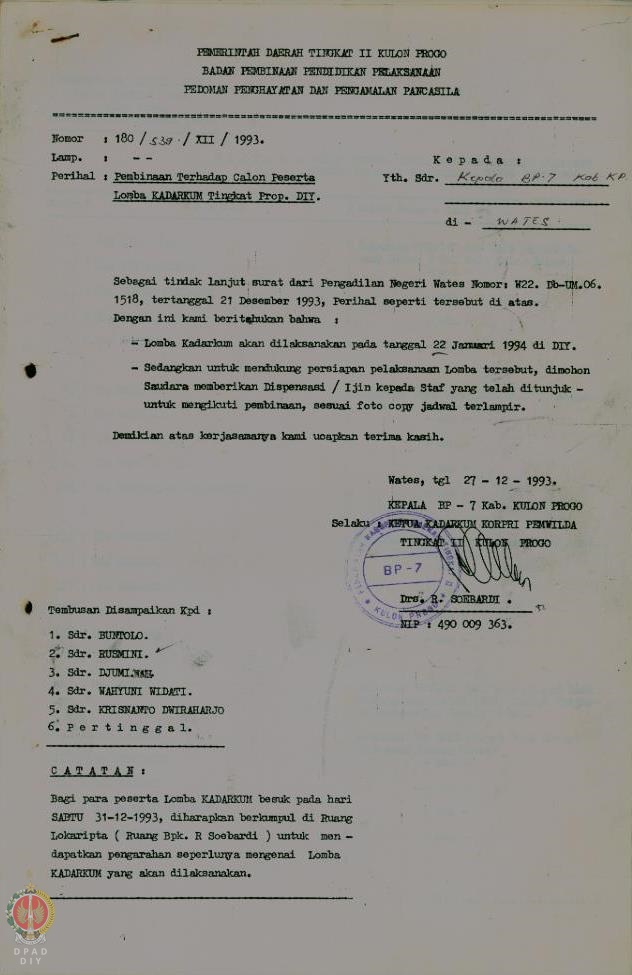 PEMERINTAH DAERAH TINGKAT II KULON PROGO
BADAN PEMBINAAN PENDIDIKAN PELAKSANAAN
PEDOMAN PENGHAYATAN DAN PENGAMALAN PANCASILA
Nomor : 180 / 539 / XII / 1993.
Lamp. : - -
Perihal : Pembinaan Terhadap Calon Peserta
Lomba KADARKUM Tingkat Prop. DIY.
K e p a d a :
Yth. Sdr. Kepala BP-7 Kab KP.
di - WATES.
Sebagai tindak lanjut surat dari Pengadilan Negeri Wates Nomor: W22. Db-UM.06.
1518, tertanggal 21 Desember 1993, Perihal seperti tersebut di atas.
Dengan ini kami beritahukan bahwa :
- Lomba Kadarkum akan dilaksanakan pada tanggal 22 Januari 1994 di DIY.
- Sedangkan untuk mendukung persiapan pelaksanaan Lomba tersebut, dimohon
Saudara memberikan Dispensasi / Ijin kepada Staf yang telah ditunjuk -
untuk mengikuti pembinaan, sesuai foto copy jadwal terlampir.
Demikian atas kerjasamanya kami ucapkan terima kasih.
Wates, tgl 27 - 12 - 1993.
KEPALA BP - 7 Kab. KULON PROGO
Selaku : KETUA KADARKUM KORPRI PEMWILDA
TINGKAT II KULON PROGO
BP-7
KULON PROGO
Drs. R. SOEBARDI .
NIP : 490 009 363.
Tembusan Disampaikan Kpd :
1. Sdr. BUNTOLO.
2. Sdr. RUSMINI.
3. Sdr. DJUMI
4. Sdr. WAHYUNI WIDATI.
5. Sdr. KRISNANTO DWIRAHARJO
6. P e r t i n g g a l.
C A T A T A N :
Bagi para peserta Lomba KADARKUM besuk pada hari
SABTU 31-12-1993, diharapkan berkumpul di Ruang
Lokaripta ( Ruang Bpk. R Soebardi ) untuk men -
dapatkan pengarahan seperlunya mengenai Lomba
KADARKUM yang akan dilaksanakan.
DPAD
DIY